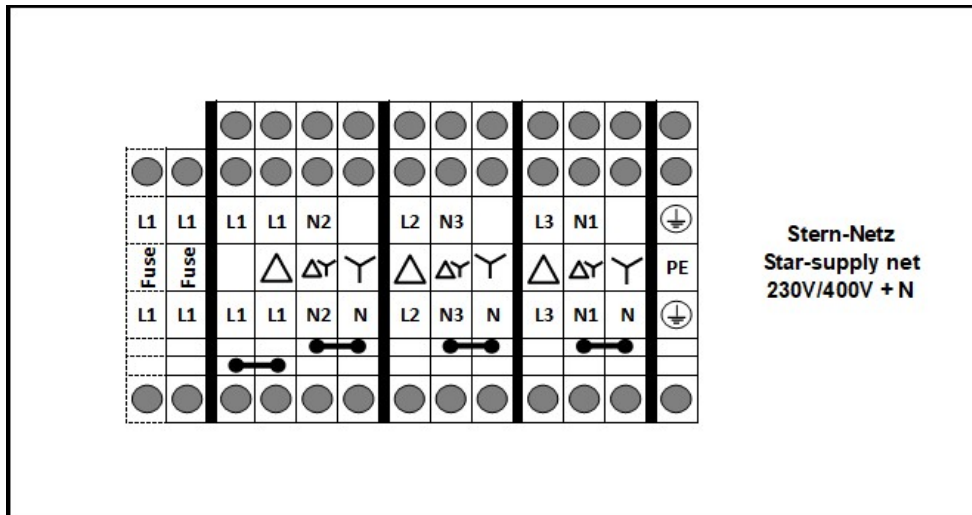 L1 L1 L1 L1 N2 L2 N3 L3 N1
Fuse Fuse PE
L1 L1 L1 L1 N2 N L2 N3 N L3 N1 N
Stern-Netz
Star-supply net
230V/400V + N